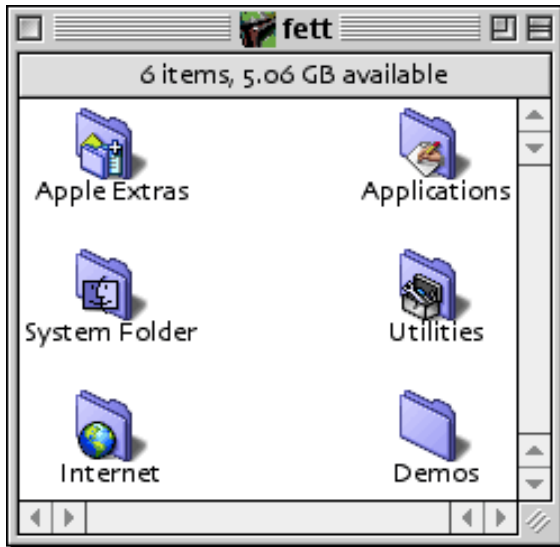 fett
6 items, 5.06 GB available
Apple Extras
Applications
System Folder
Utilities
Internet
Demos